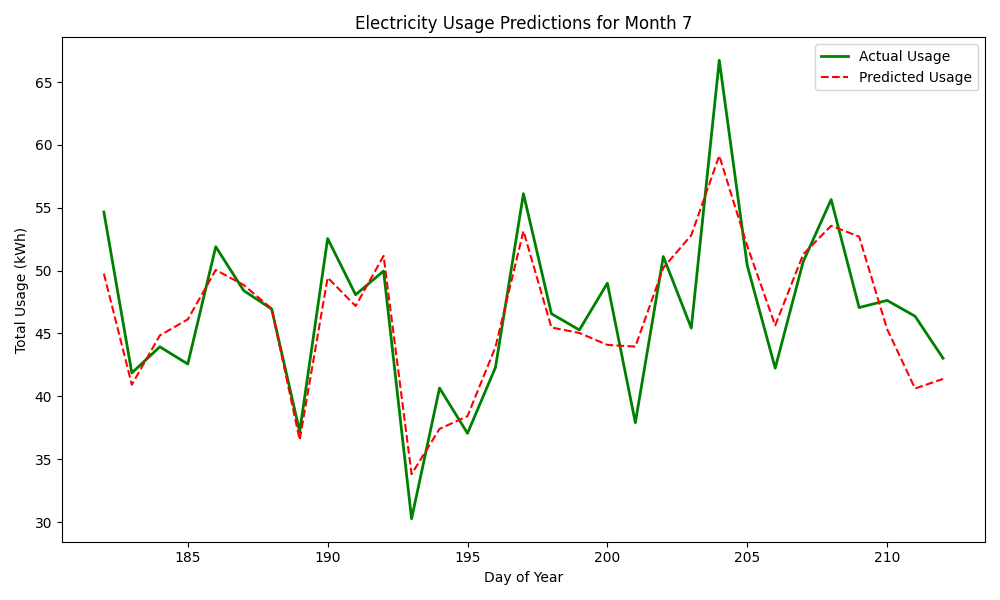 Electricity Usage Predictions for Month 7
Actual Usage
Predicted Usage
Total Usage (kWh)
65
60
55
50
45
40
35
30
185 190 195 200 205 210
Day of Year